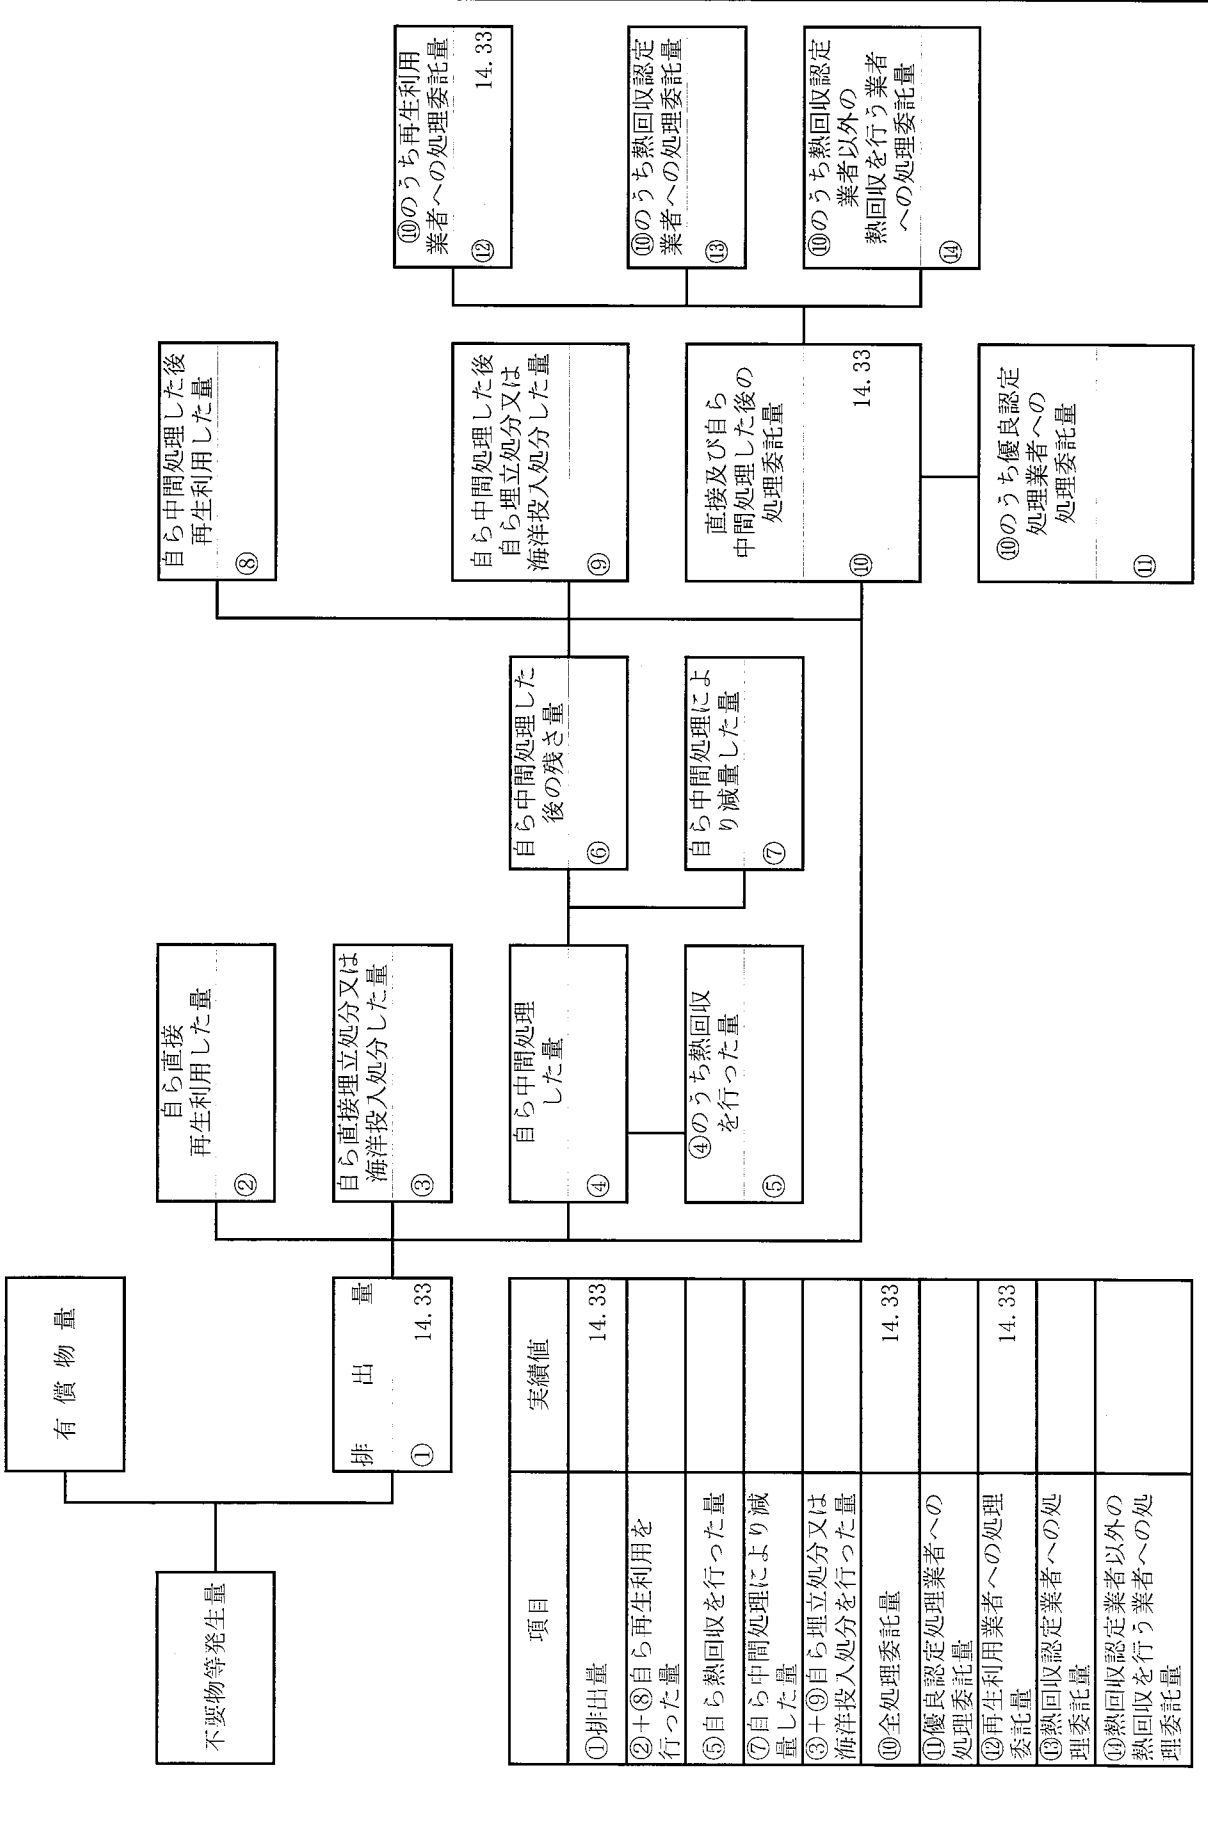 有 償 物 量
不要物等発生量
排 出 量
① 14.33
自ら直接
再生利用した量
②
自ら直接埋立処分又は
海洋投入処分した量
③
自ら中間処理
した量
④
④のうち熱回収
を行った量
⑤
自ら中間処理した
後の残さ量
⑥
自ら中間処理によ
り減量した量
⑦
自ら中間処理した後
再生利用した量
⑧
自ら中間処理した後
自ら埋立処分又は
海洋投入処分した量
⑨
直接及び自ら
中間処理した後の
処理委託量
⑩ 14.33
⑩のうち優良認定
処理業者への
処理委託量
⑪
⑩のうち再生利用
業者への処理委託量
⑫ 14.33
⑩のうち熱回収認定
業者への処理委託量
⑬
⑩のうち熱回収認定
業者以外の
熱回収を行う業者
への処理委託量
⑭
項目 実績値
①排出量 14.33
②+⑧自ら再生利用を
行った量
⑤自ら熱回収を行った量
⑦自ら中間処理により減
量した量
③+⑨自ら埋立処分又は
海洋投入処分を行った量
⑩全処理委託量 14.33
⑪優良認定処理業者への
処理委託量
⑫再生利用業者への処理
委託量 14.33
⑬熱回収認定業者への処
理委託量
⑭熱回収認定業者以外の
熱回収を行う業者への処
理委託量